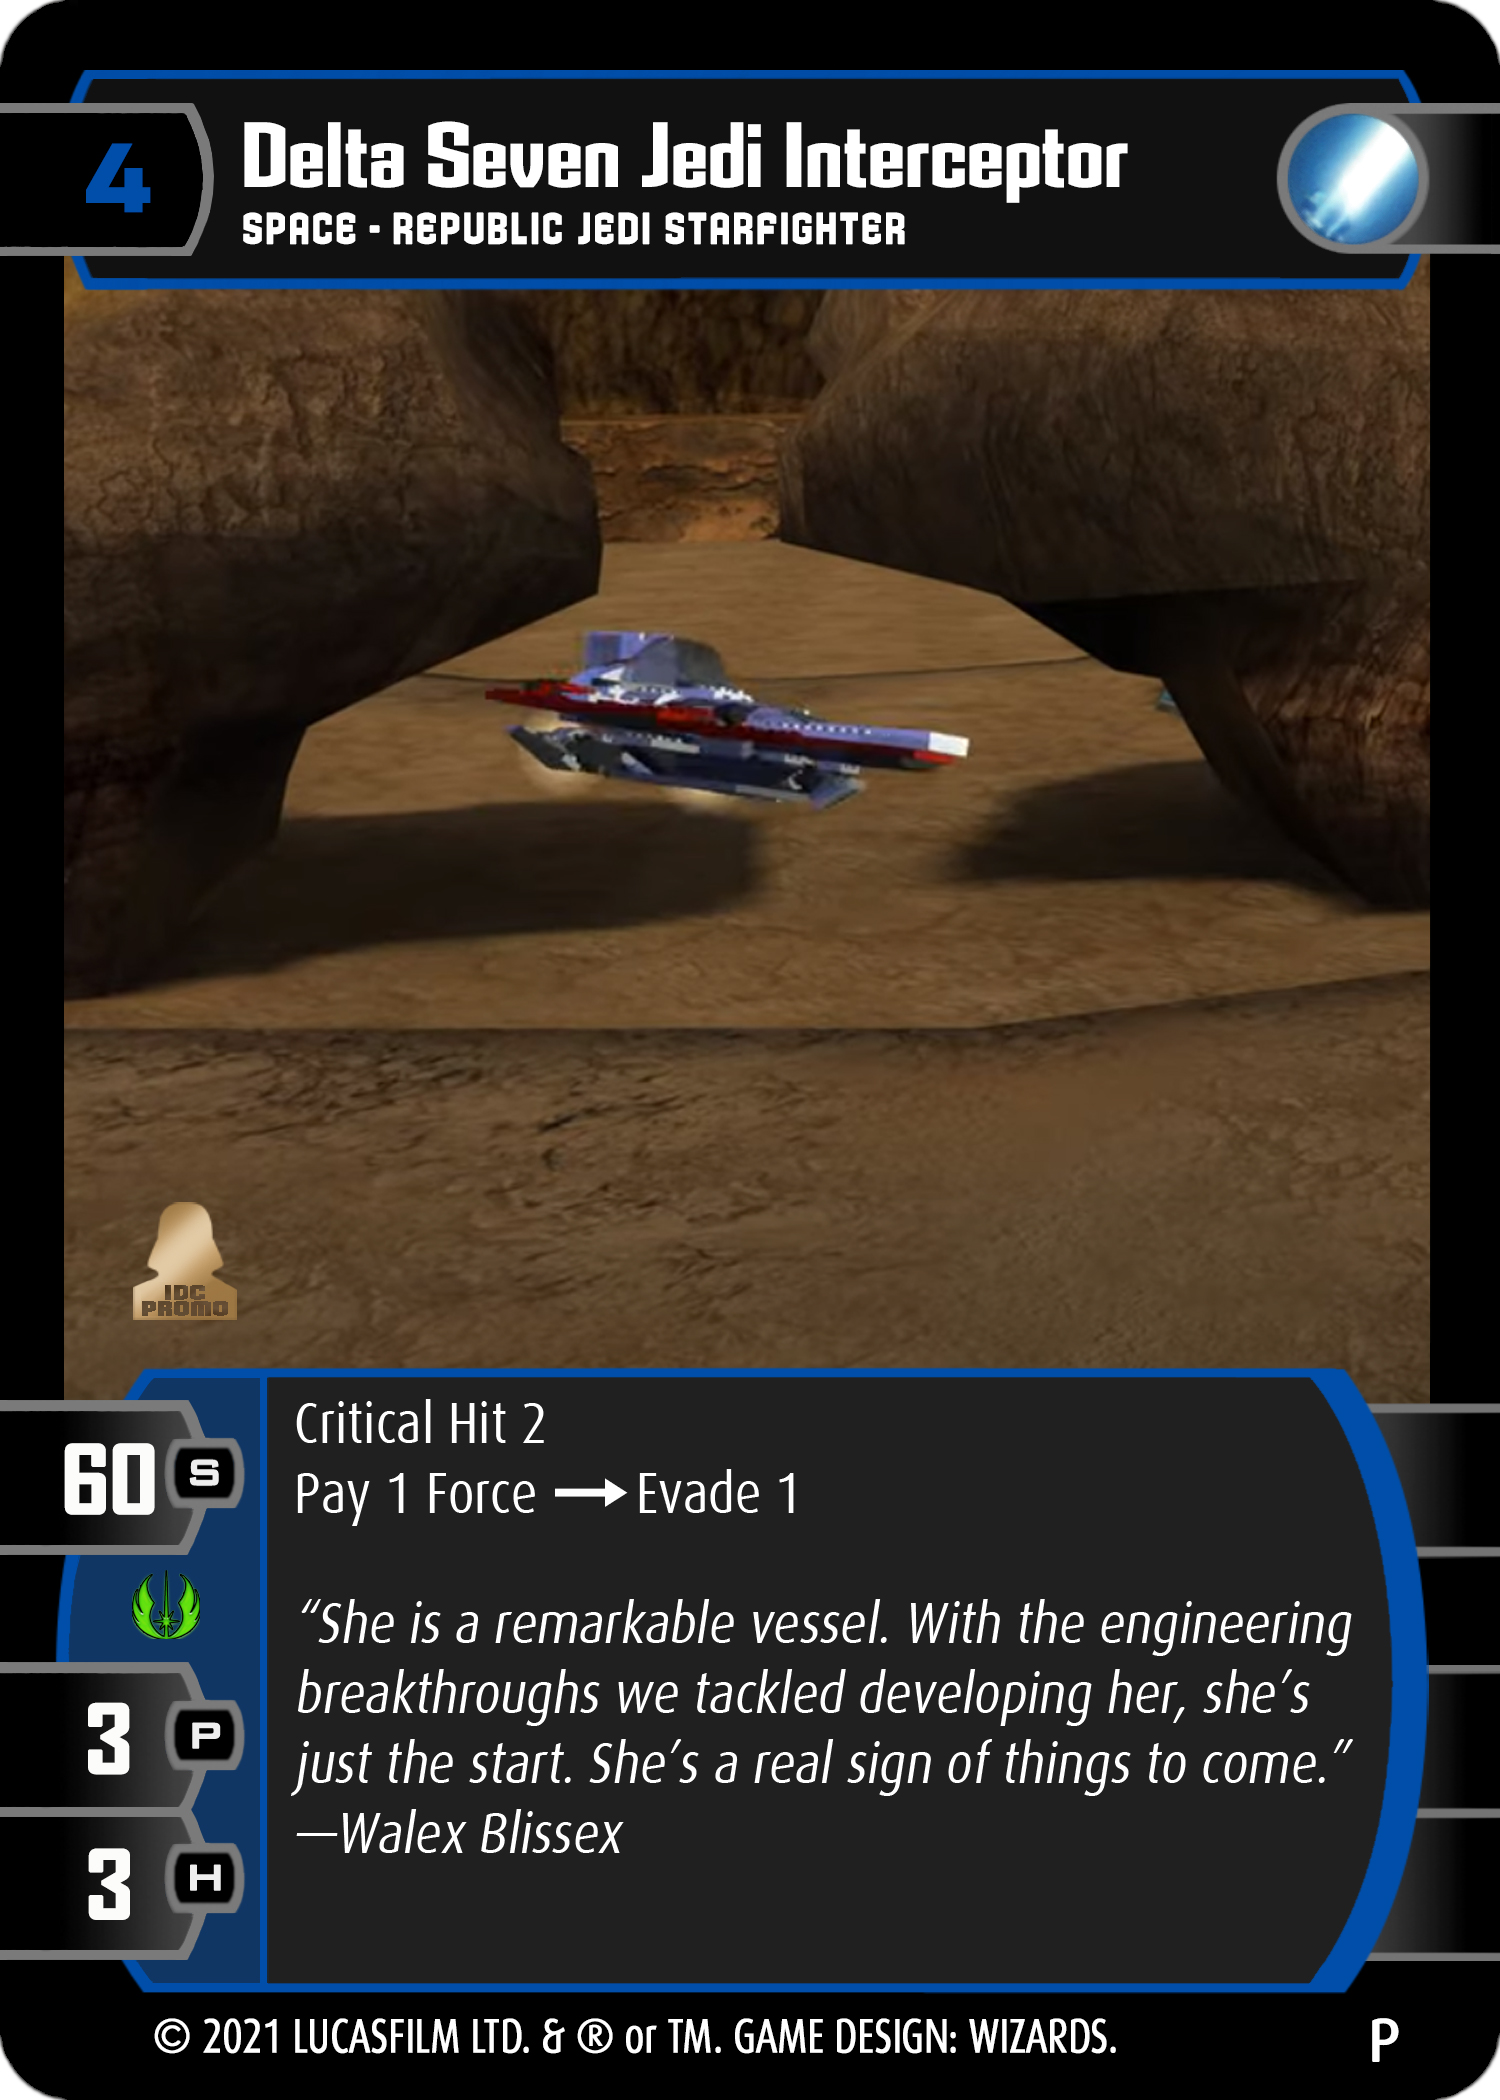 4
Delta Seven Jedi Interceptor
SPACE - REPUBLIC JEDI STARFIGHTER
IDC
PROMO
60 S
3 P
3 H
Critical Hit 2
Pay 1 Force → Evade 1
“She is a remarkable vessel. With the engineering
breakthroughs we tackled developing her, she’s
just the start. She’s a real sign of things to come.”
—Walex Blissex
© 2021 LUCASFILM LTD. & ® or TM. GAME DESIGN: WIZARDS.
P